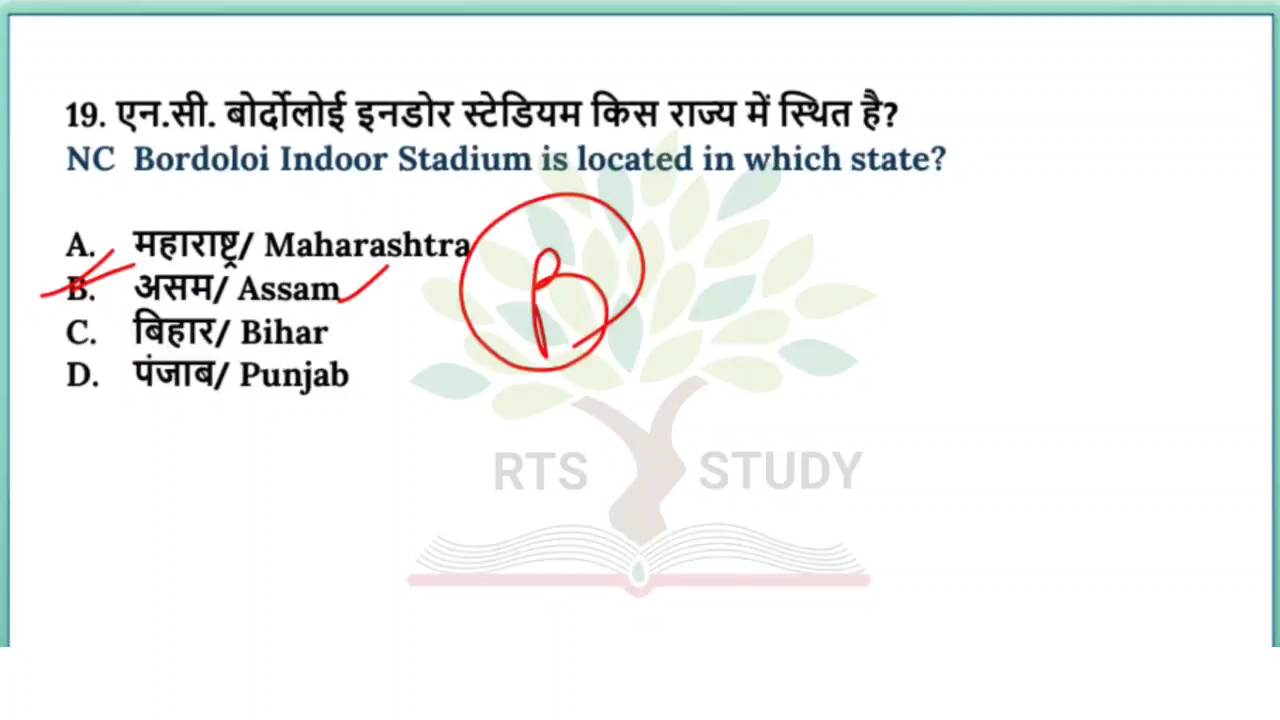 19. एन.सी. बोर्दोलोई इनडोर स्टेडियम किस राज्य में स्थित है?
NC Bordoloi Indoor Stadium is located in which state?
A. महाराष्ट्र/ Maharashtra
B. असम/ Assam
B
C. बिहार/ Bihar
D. पंजाब/ Punjab
RTS STUDY